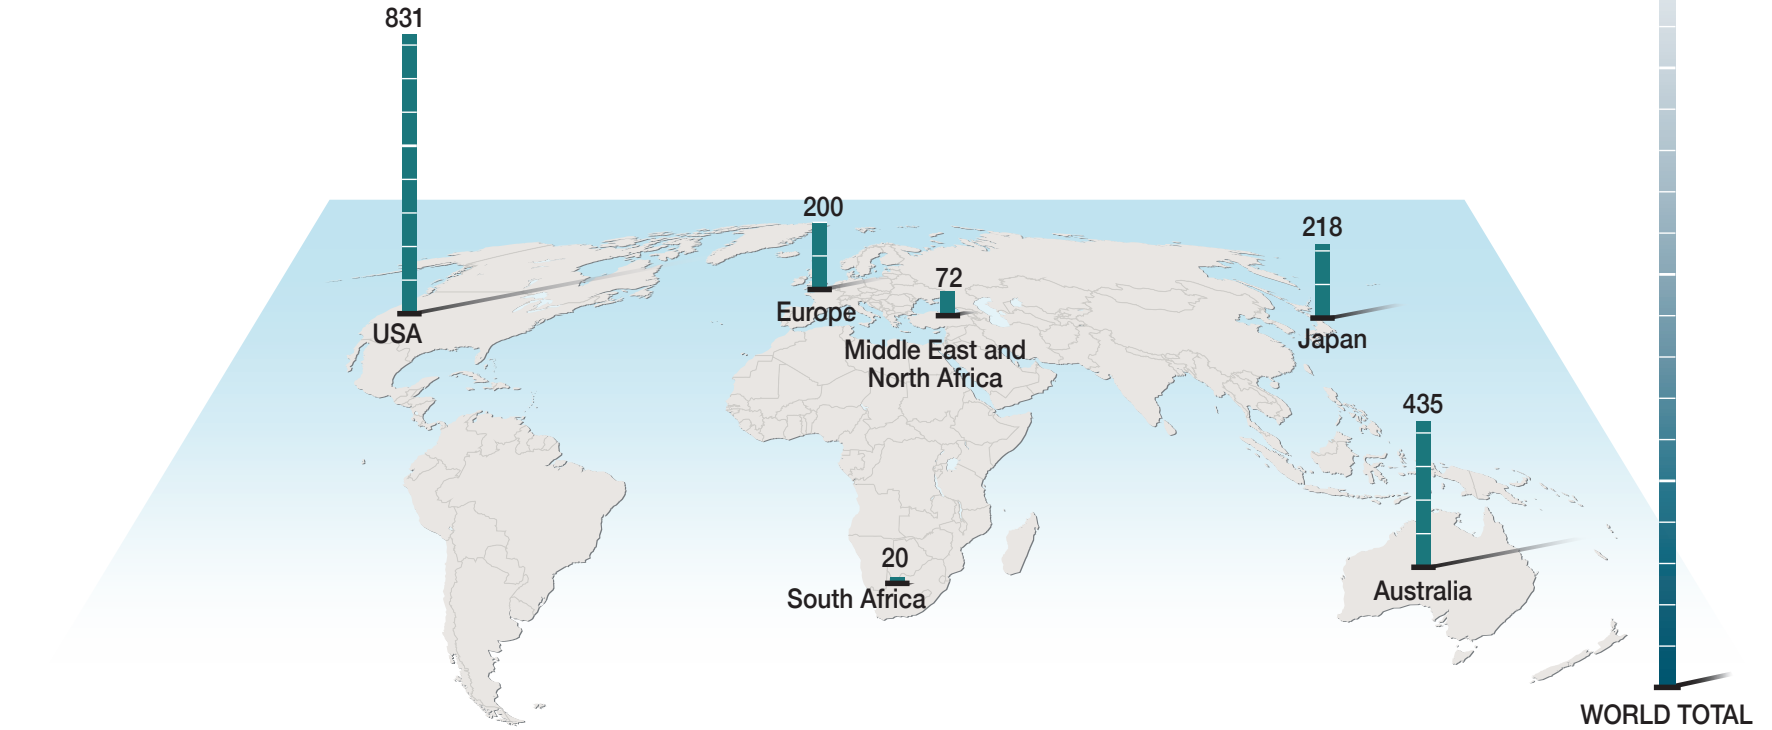 831
USA
200
Europe
72
Middle East and
North Africa
218
Japan
435
Australia
20
South Africa
WORLD TOTAL